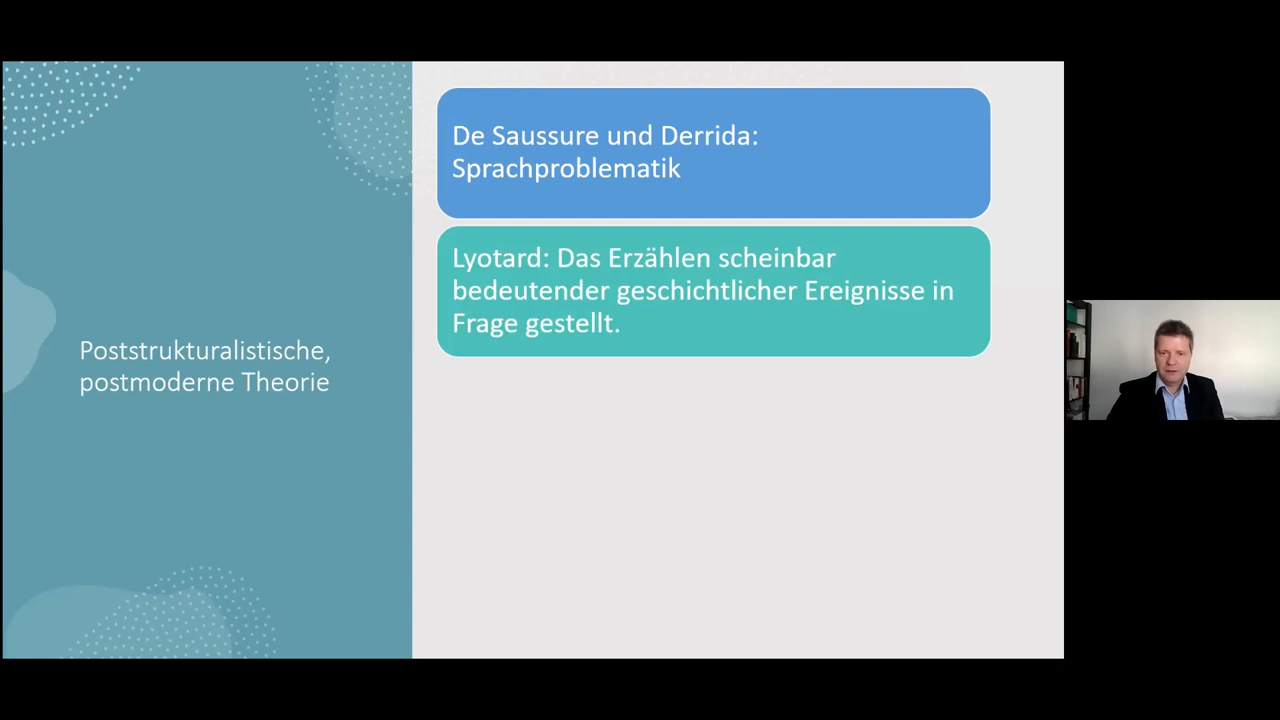 Poststrukturalistische,
postmoderne Theorie
De Saussure und Derrida:
Sprachproblematik
Lyotard: Das Erzählen scheinbar
bedeutender geschichtlicher Ereignisse in
Frage gestellt.